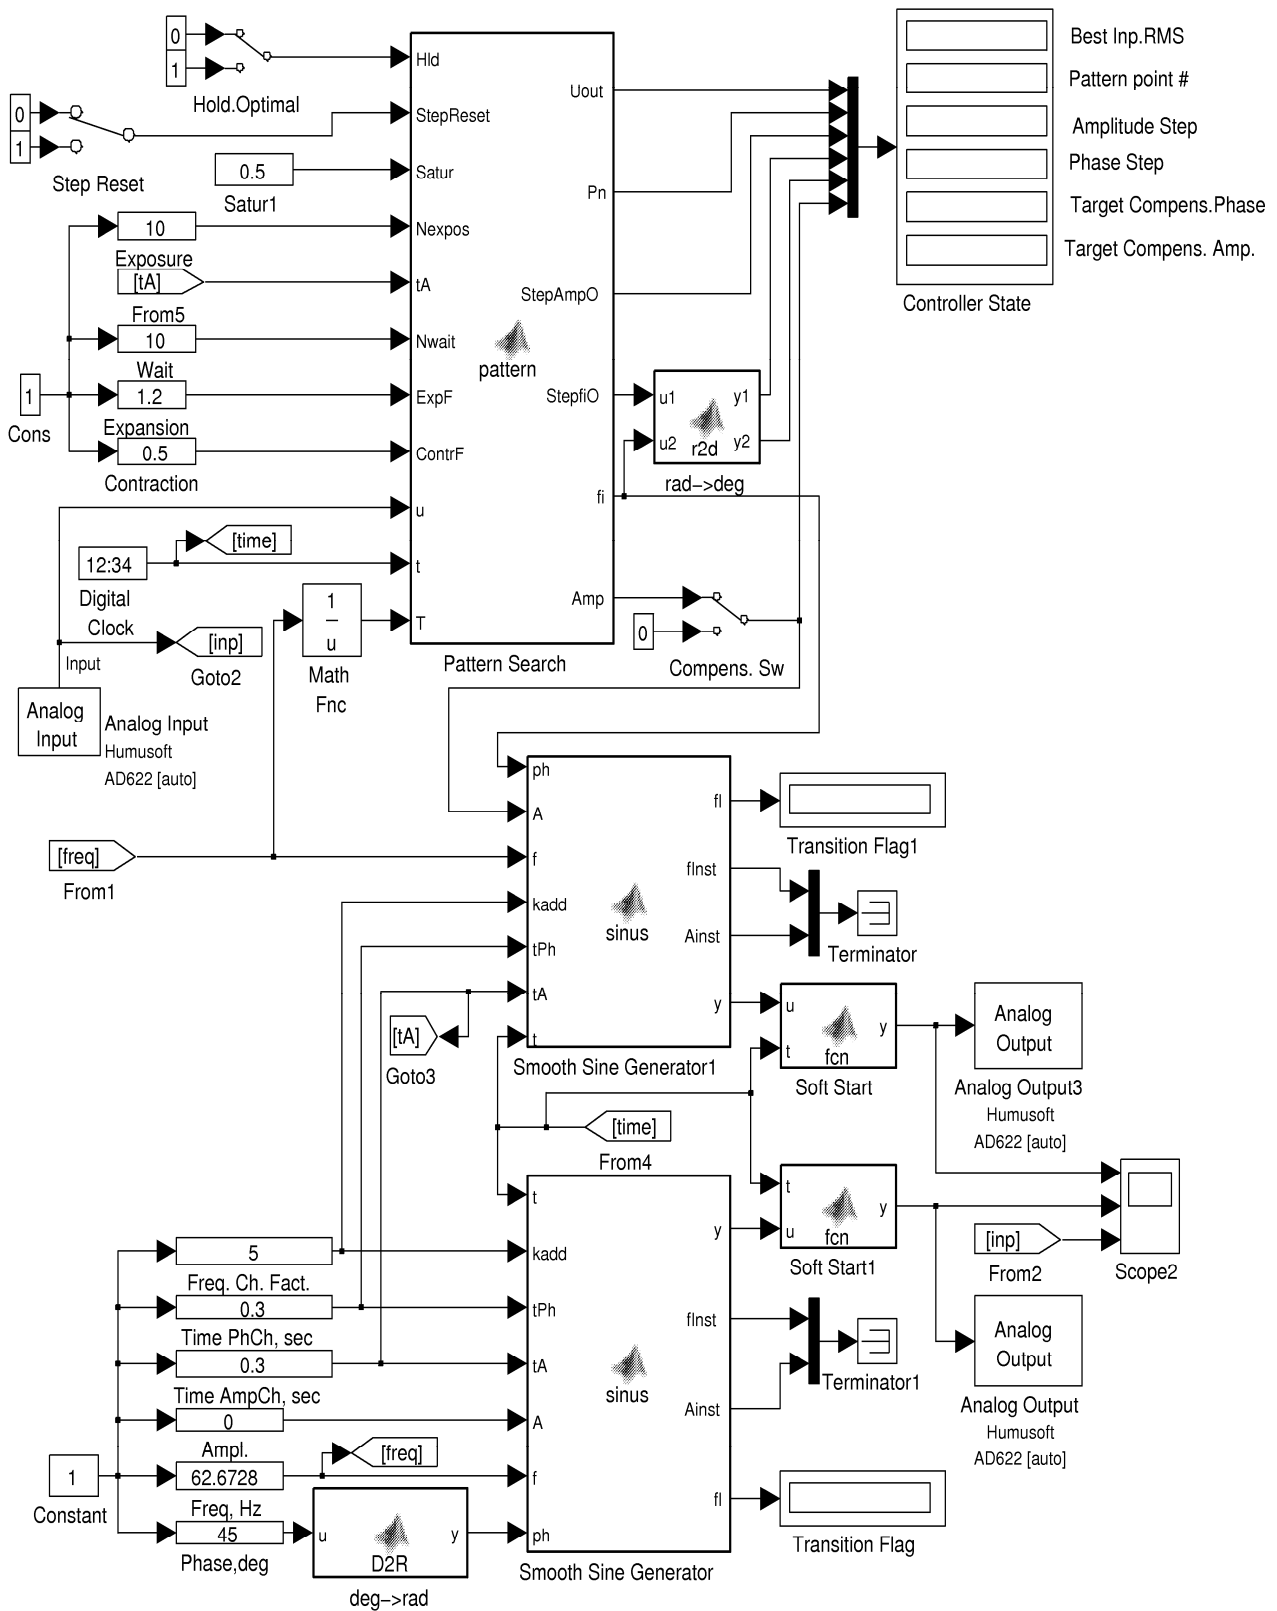 0
1
Hold.Optimal
0
1
Step Reset
0.5
Satur1
10
Exposure
[tA]
From5
10
Wait
1.2
Expansion
0.5
Contraction
1
Cons
[time]
12:34
Digital
Clock
[inp]
Goto2
Input
Analog
Input
Analog Input
Humusoft
AD622 [auto]
1
u
Math
Fnc
Hld
StepReset
Satur
Nexpos
tA
Nwait
ExpF
ContrF
u
t
T
pattern
Uout
Pn
StepAmpO
StepfiO
fi
Amp
Pattern Search
u1
u2
r2d
y1
y2
rad->deg
0
Compens. Sw
Best Inp.RMS
Pattern point #
Amplitude Step
Phase Step
Target Compens.Phase
Target Compens. Amp.
Controller State
[freq]
From1
ph
A
f
kadd
tPh
tA
t
sinus
fl
flnst
Ainst
y
Smooth Sine Generator1
Transition Flag1
Terminator
[tA]
Goto3
u
t
fcn
y
Soft Start
Analog
Output
Analog Output3
Humusoft
AD622 [auto]
[time]
From4
t
u
fcn
y
Soft Start1
[inp]
From2
Scope2
Analog
Output
Analog Output
Humusoft
AD622 [auto]
t
kadd
tPh
tA
A
f
ph
sinus
y
flnst
Ainst
fl
Smooth Sine Generator
Terminator1
Transition Flag
5
Freq. Ch. Fact.
0.3
Time PhCh, sec
0.3
Time AmpCh, sec
0
Ampl.
62.6728
Freq, Hz
45
Phase,deg
[freq]
1
Constant
u
D2R
y
deg->rad